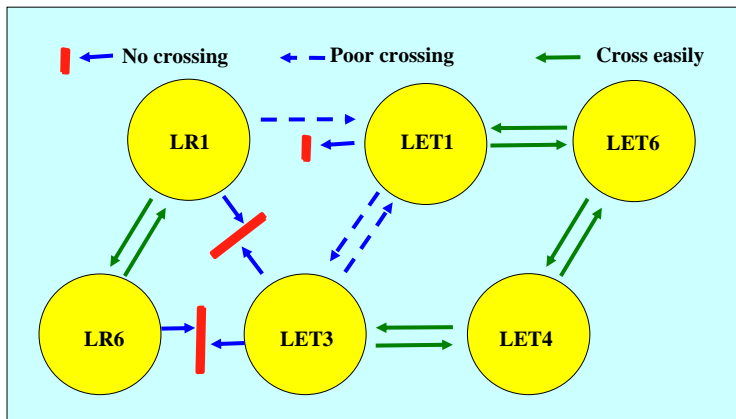 No crossing
Poor crossing
Cross easily
LR1
LET1
LET6
LR6
LET3
LET4